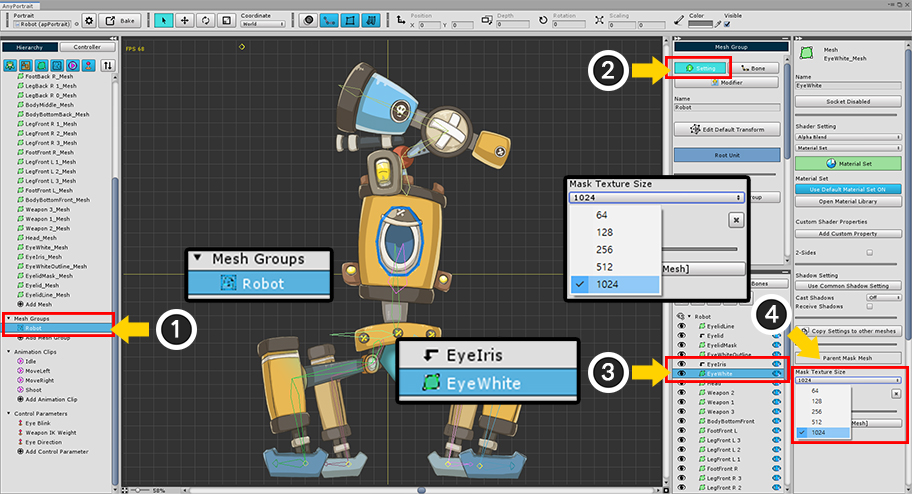 AnyPortrait
Portrait
Robot (apPortrait)
Bake
Coordinate
World
Position
X 0 Y 0
Depth
0
Rotation
0
Scaling
0 0
Color
Visible
Hierarchy
Controller
FPS 68
FootBack R_Mesh
LegBack R 0_Mesh
LegBack R 1_Mesh
BodyMiddle_Mesh
BodyBottomBack_Mesh
LegFront R 1_Mesh
LegFront R 2_Mesh
LegFront R 3_Mesh
FootFront R_Mesh
LegFront L 1_Mesh
LegFront L 2_Mesh
LegFront L 3_Mesh
FootFront L_Mesh
BodyBottomFront_Mesh
Weapon 3_Mesh
Weapon 1_Mesh
Weapon 2_Mesh
Head_Mesh
EyeWhite_Mesh
EyeIris_Mesh
EyeWhiteOutline_Mesh
EyelidMask_Mesh
Eyelid_Mesh
EyelidLine_Mesh
Add Mesh
Mesh Groups
Robot
Add Mesh Group
Animation Clips
Idle
MoveLeft
MoveRight
Shoot
Add Animation Clip
Control Parameters
Eye Blink
Weapon IK Weight
Eye Direction
Add Control Parameter
1
Mesh Groups
Robot
EyeIris
EyeWhite
58%
2
Mask Texture Size
1024
64
128
256
512
1024
Mesh]
3
4
Mesh Group
Setting
Bone
Modifier
Name
Robot
Edit Default Transform
Root Unit
roup
Bones
Robot
EyelidLine
Eyelid
EyelidMask
EyeWhiteOutline
EyeIris
EyeWhite
Head
Weapon 2
Weapon 1
Weapon 3
BodyBottomFront
FootFront L
LegFront L 3
LegFront L 2
LegFront L 1
FootFront R
LegFront R 3
LegFront R 2
Mesh
EyeWhite_Mesh
Name
EyeWhite
Socket Disabled
Shader Setting
Alpha Blend
Material Set
Material Set
Material Set
Use Default Material Set ON
Open Material Library
Custom Shader Properties
Add Custom Property
2-Sides
Shadow Setting
Use Common Shadow Setting
Cast Shadows
Off
Receive Shadows
Copy Settings to other meshes
Parent Mask Mesh
Mask Texture Size
1024
64
128
256
512
1024
Mesh]